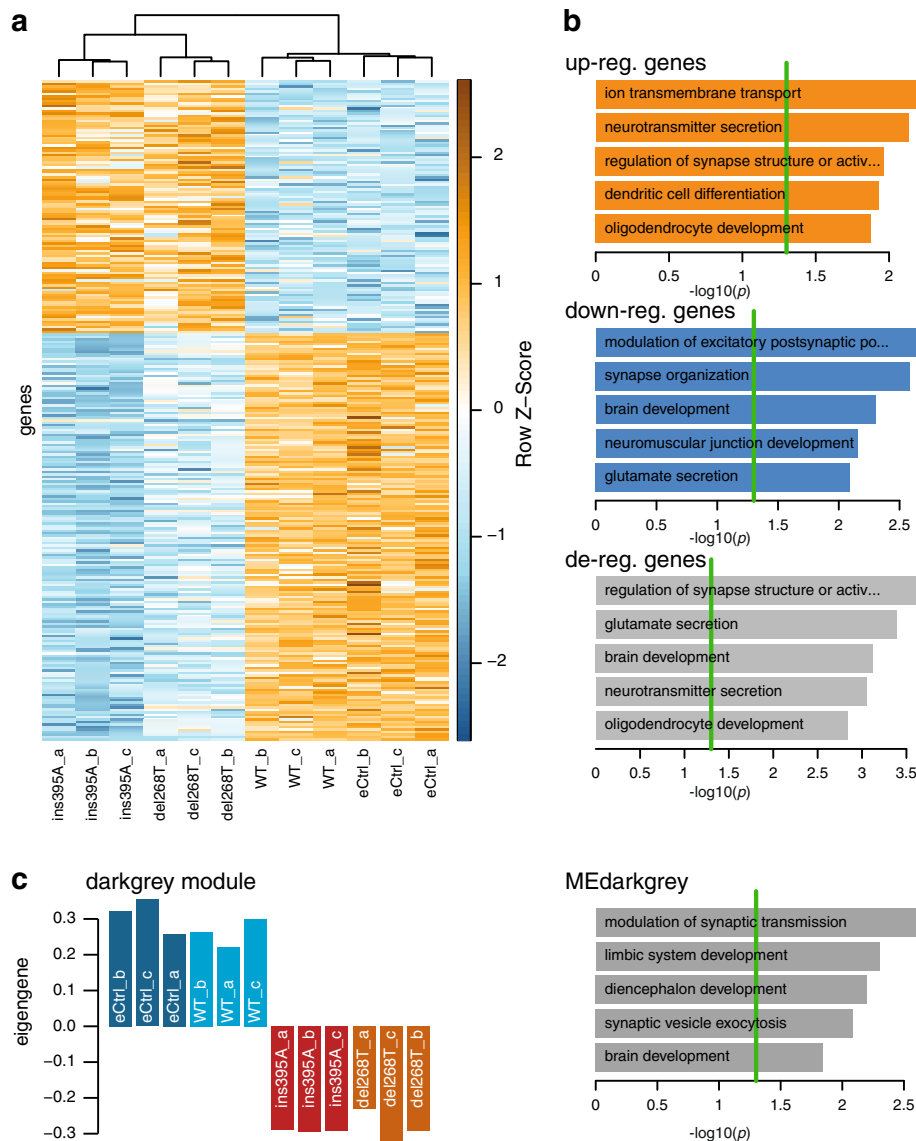 a
genes
ins395A_a
ins395A_b
ins395A_c
del268T_a
del268T_c
del268T_b
WT_b
WT_c
WT_a
eCtrl_b
eCtrl_c
eCtrl_a
2
1
0
−1
−2
Row Z−Score
b
up-reg. genes
ion transmembrane transport
neurotransmitter secretion
regulation of synapse structure or activ...
dendritic cell differentiation
oligodendrocyte development
0 0.5 1 1.5 2
-log10(p)
down-reg. genes
modulation of excitatory postsynaptic po...
synapse organization
brain development
neuromuscular junction development
glutamate secretion
0 0.5 1 1.5 2 2.5
-log10(p)
de-reg. genes
regulation of synapse structure or activ...
glutamate secretion
brain development
neurotransmitter secretion
oligodendrocyte development
0 0.5 1 1.5 2 2.5 3 3.5
-log10(p)
c
darkgrey module
eigengene
0.3
0.2
0.1
0.0
−0.1
−0.2
−0.3
eCtrl_b
eCtrl_c
eCtrl_a
WT_b
WT_a
WT_c
ins395A_a
ins395A_b
ins395A_c
del268T_a
del268T_c
del268T_b
MEdarkgrey
modulation of synaptic transmission
limbic system development
diencephalon development
synaptic vesicle exocytosis
brain development
0 0.5 1 1.5 2 2.5
-log10(p)